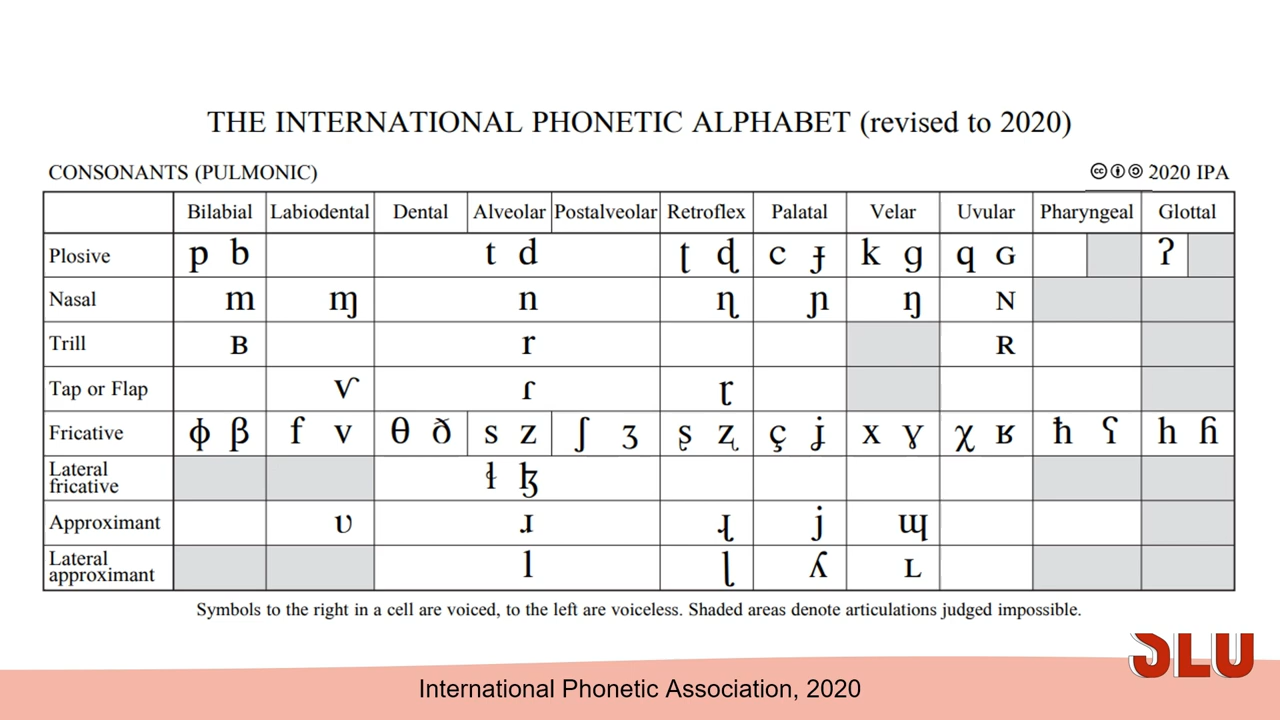 THE INTERNATIONAL PHONETIC ALPHABET (revised to 2020)
CONSONANTS (PULMONIC) 2020 IPA
Bilabial Labiodental Dental Alveolar Postalveolar Retroflex Palatal Velar Uvular Pharyngeal Glottal
Plosive p b t d ʈ ɖ c ɟ k ɡ q ɢ ʔ
Nasal m ɱ n ɳ ɲ ŋ ɴ
Trill ʙ r ʀ
Tap or Flap ⱱ ɾ ɽ
Fricative ɸ β f v θ ð s z ʃ ʒ ʂ ʐ ç ʝ x ɣ χ ʁ ħ ʕ h ɦ
Lateral
fricative ɬ ɮ
Approximant ʋ ɹ ɻ j ɰ
Lateral
approximant l ɭ ʎ ʟ
Symbols to the right in a cell are voiced, to the left are voiceless. Shaded areas denote articulations judged impossible.
SLU
International Phonetic Association, 2020